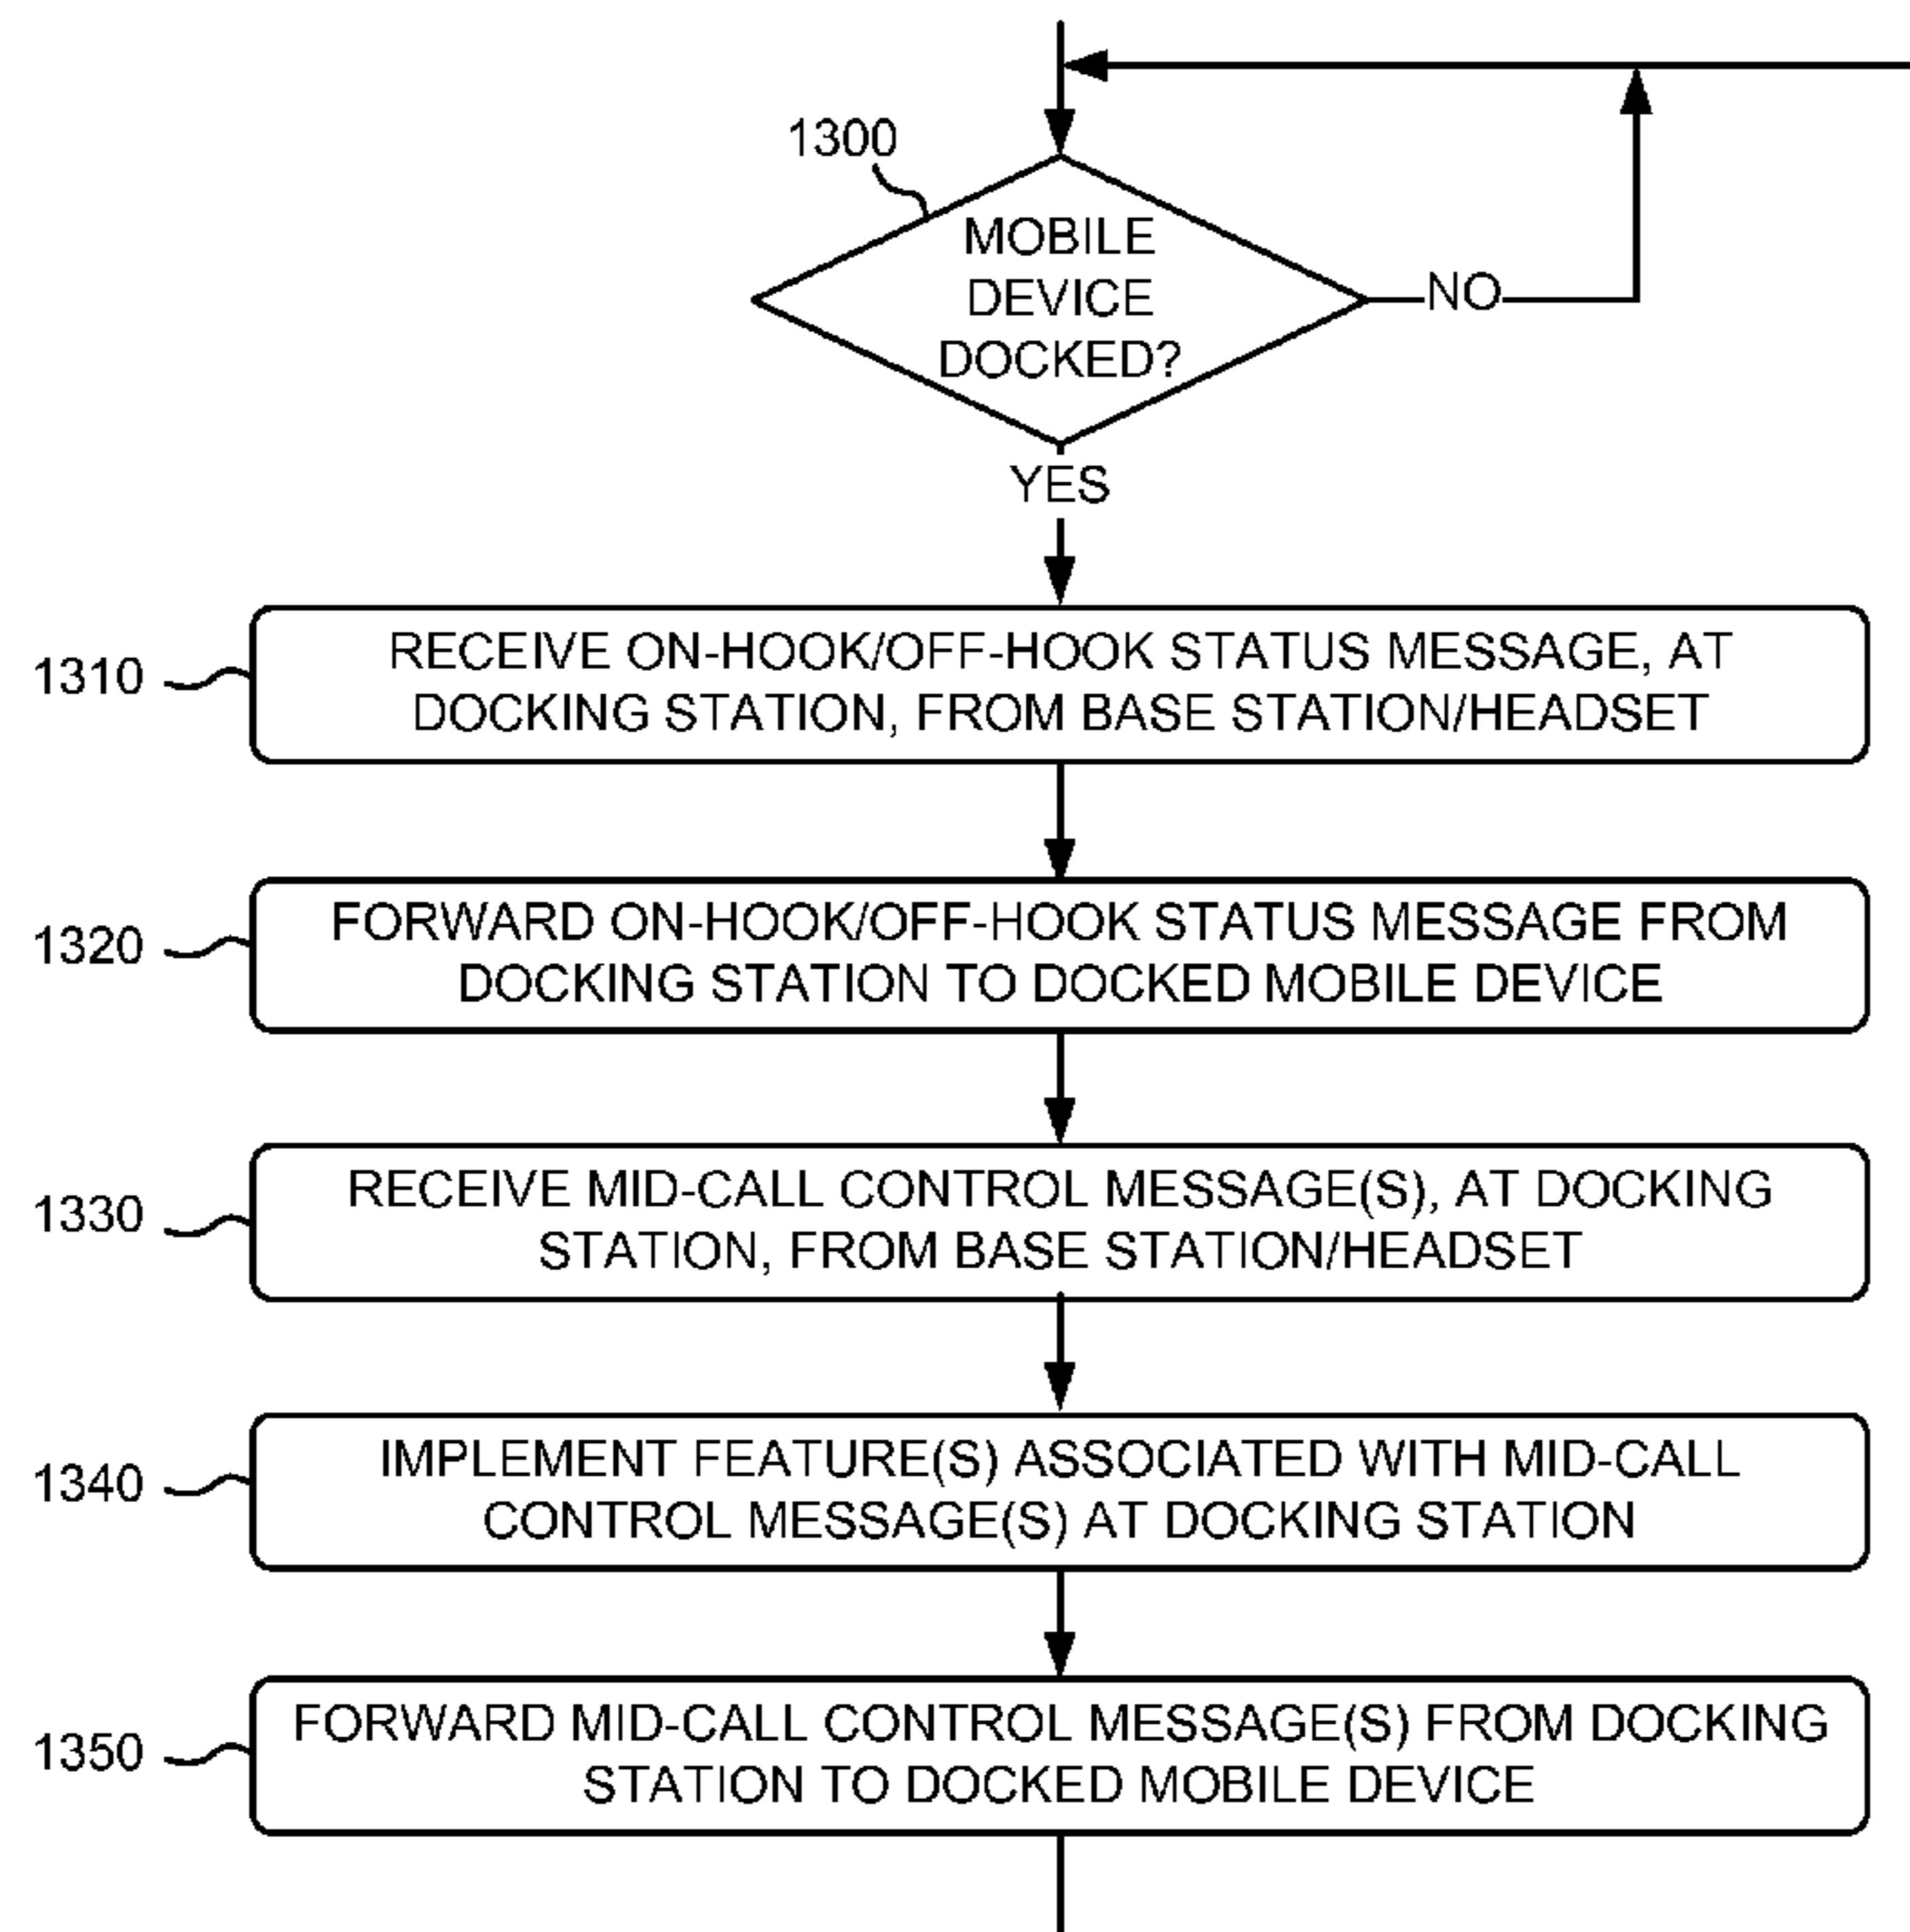 1300
MOBILE
DEVICE
DOCKED?
NO
YES
1310
RECEIVE ON-HOOK/OFF-HOOK STATUS MESSAGE, AT
DOCKING STATION, FROM BASE STATION/HEADSET
1320
FORWARD ON-HOOK/OFF-HOOK STATUS MESSAGE FROM
DOCKING STATION TO DOCKED MOBILE DEVICE
1330
RECEIVE MID-CALL CONTROL MESSAGE(S), AT DOCKING
STATION, FROM BASE STATION/HEADSET
1340
IMPLEMENT FEATURE(S) ASSOCIATED WITH MID-CALL
CONTROL MESSAGE(S) AT DOCKING STATION
1350
FORWARD MID-CALL CONTROL MESSAGE(S) FROM DOCKING
STATION TO DOCKED MOBILE DEVICE